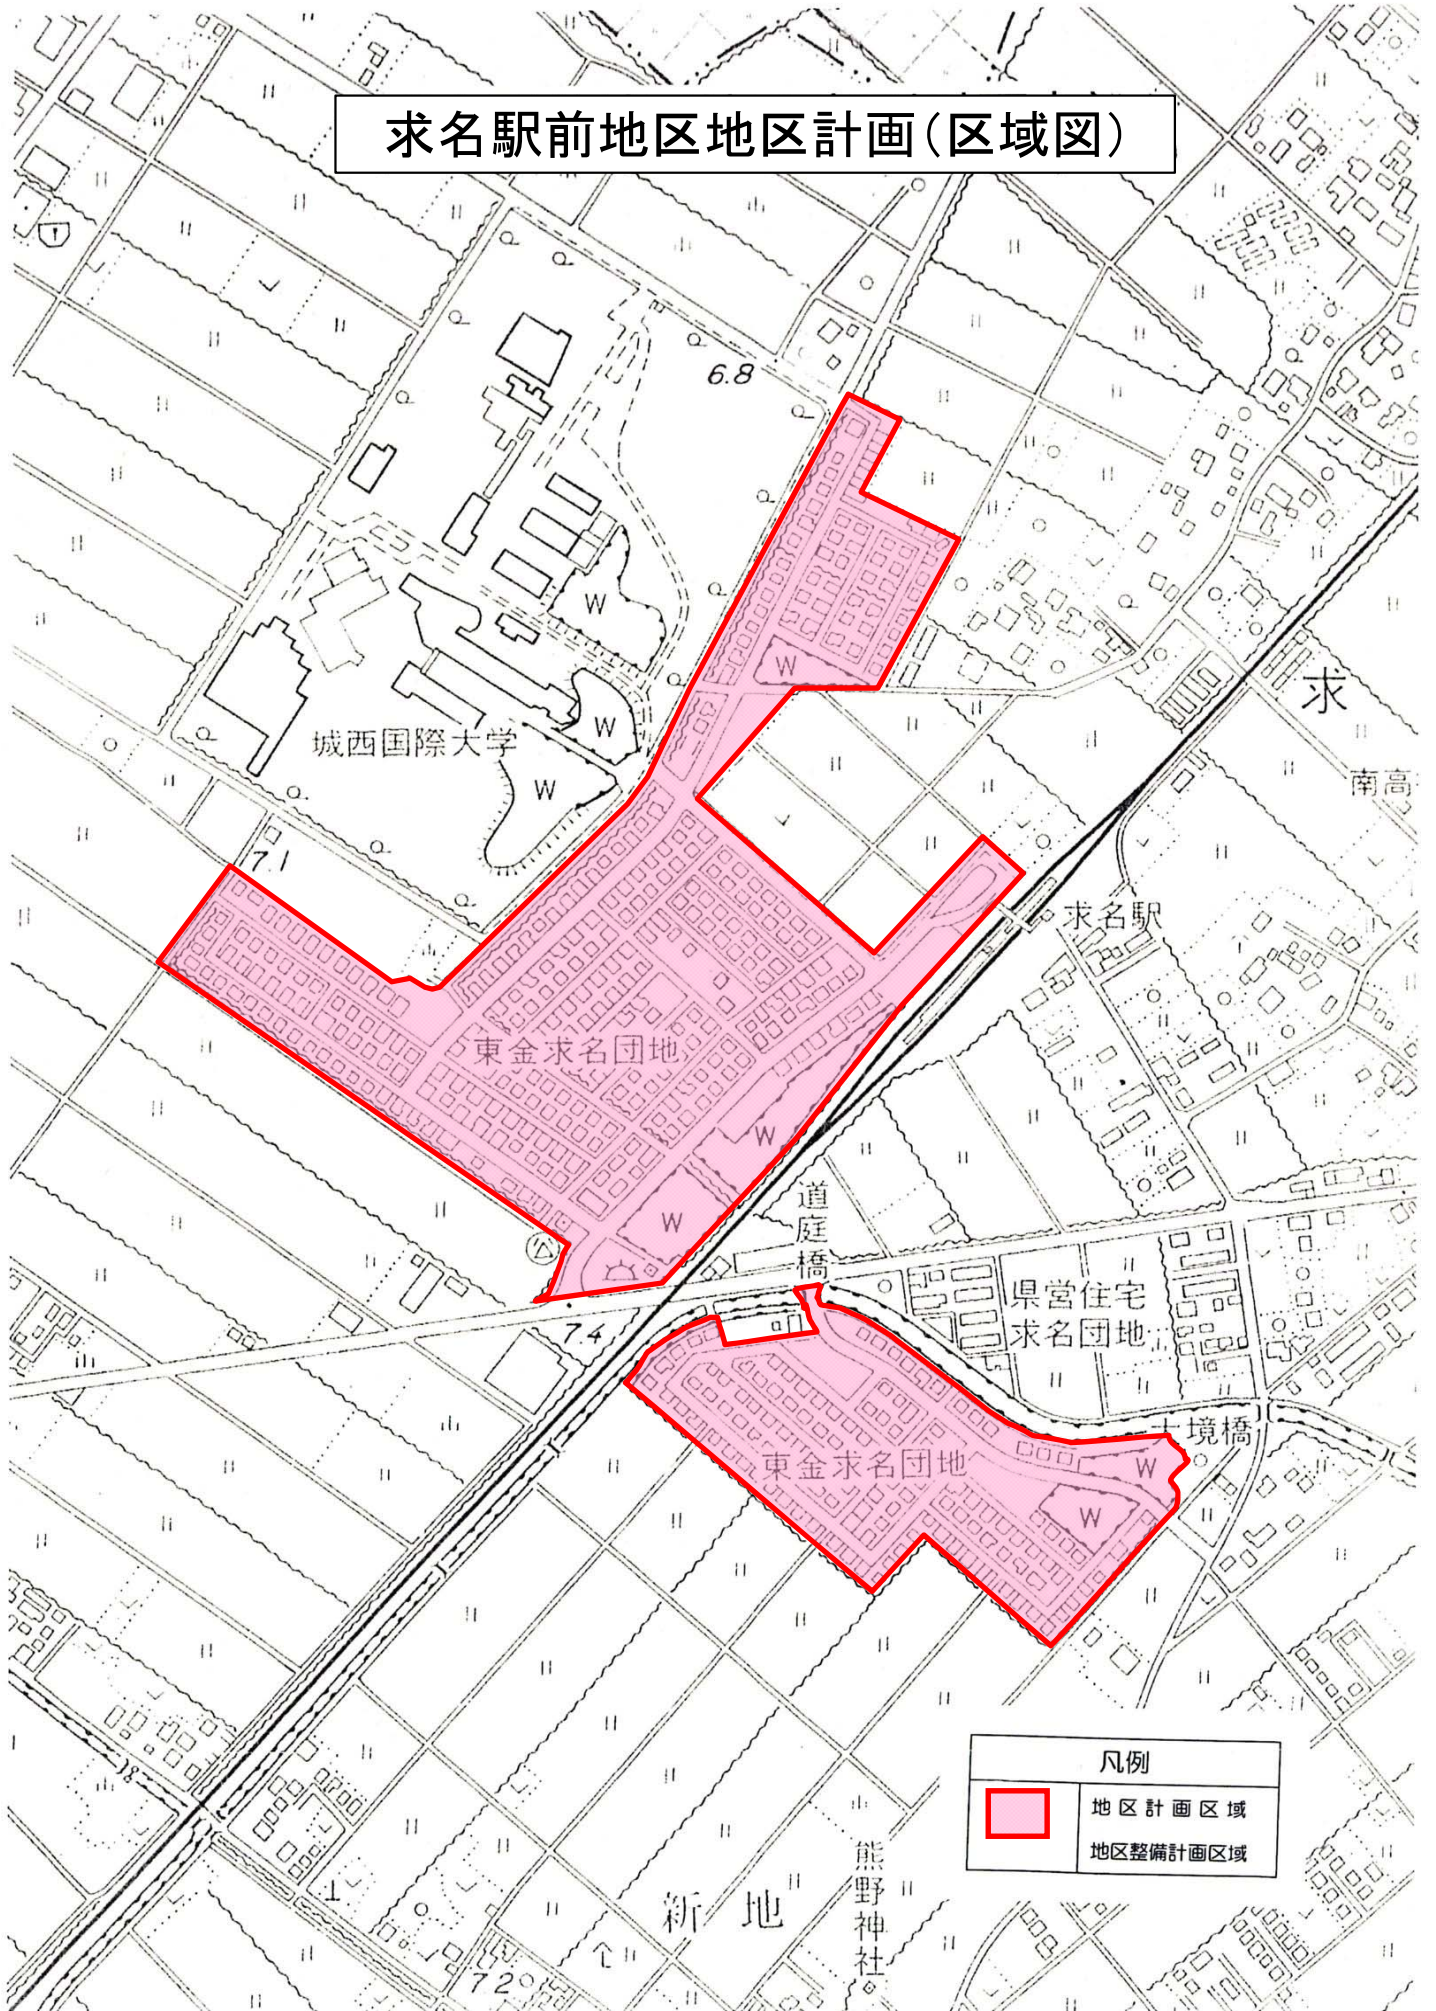 求名駅前地区地区計画(区域図)
6.8
W
W
求
W
城西国際大学
W
南高
W
7.1
求名駅
東金求名団地
W
道庭橋
W
県営住宅
求名団地
7.4
境橋
東金求名団地
W
W
凡例
地区計画区域
地区整備計画区域
熊野神社
新地
7.2